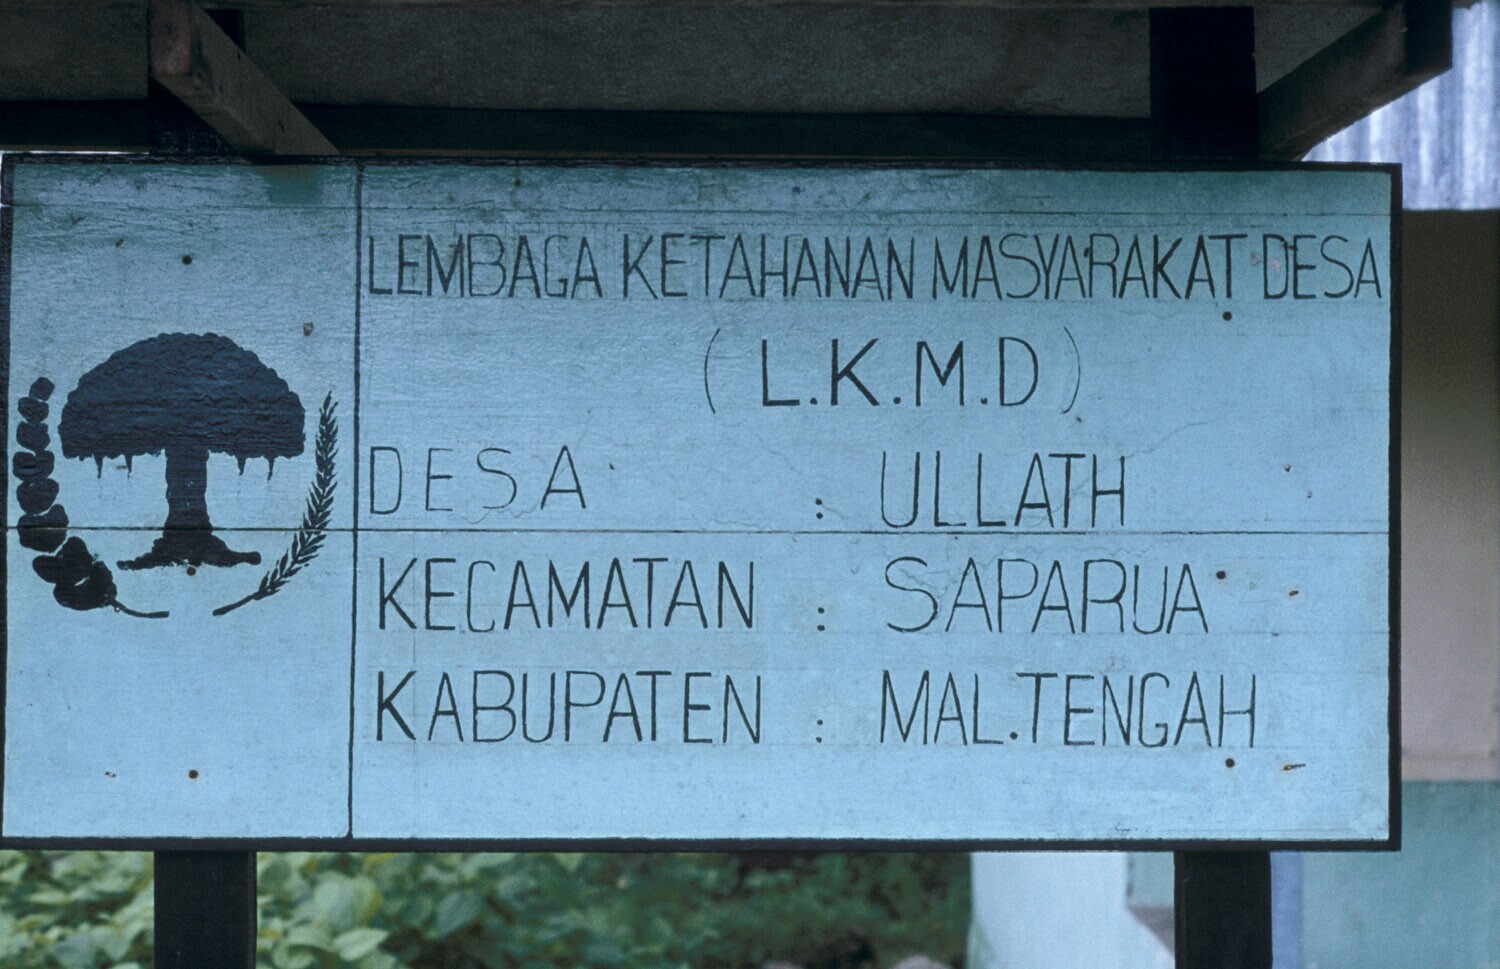 LEMBAGA KETAHANAN MASYARAKAT DESA
(L.K.M.D)
DESA : ULLATH
KECAMATAN : SAPARUA
KABUPATEN : MAL.TENGAH